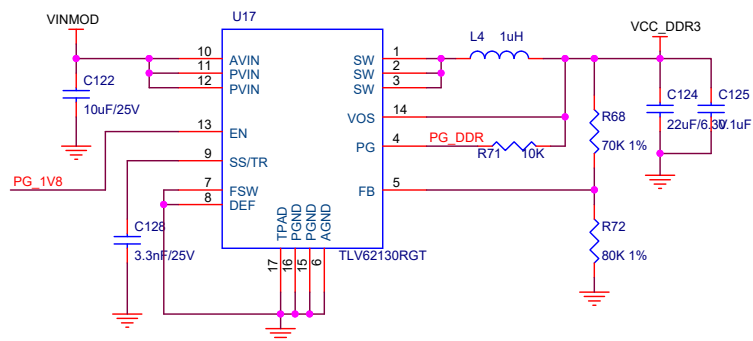 U17
VINMOD
VCC_DDR3
L4 1uH
10 AVIN SW 1
11 PVIN SW 2
12 PVIN SW 3
C122
10uF/25V
C124
22uF/6.3V
C125
0.1uF
VOS 14
R68
70K 1%
13 EN
PG 4 PG_DDR
R71 10K
9 SS/TR
PG_1V8
7 FSW
FB 5
8 DEF
C128
3.3nF/25V
R72
80K 1%
TPAD
PGND
PGND
AGND
TLV62130RGT
17
16
15
6